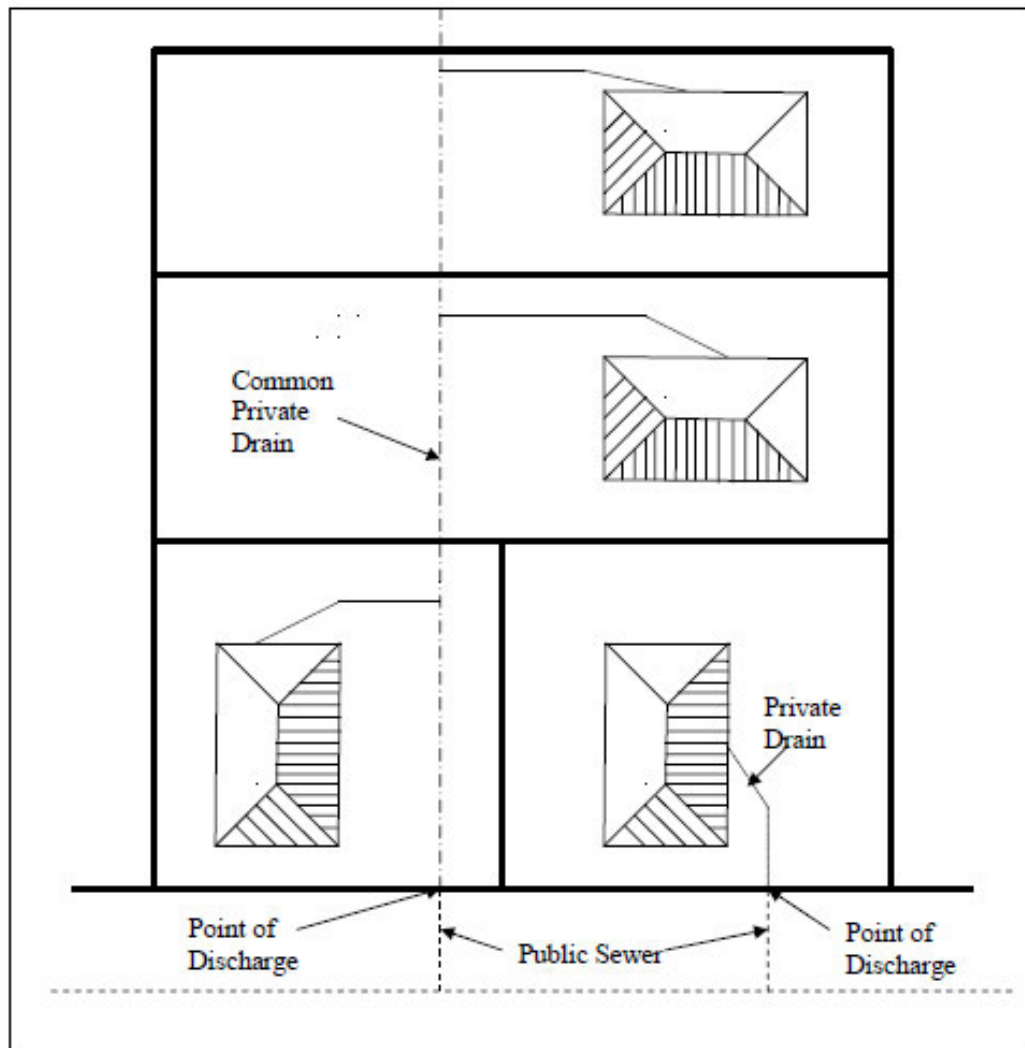 Common
Private
Drain
Private
Drain
Point of
Discharge
Public Sewer
Point of
Discharge